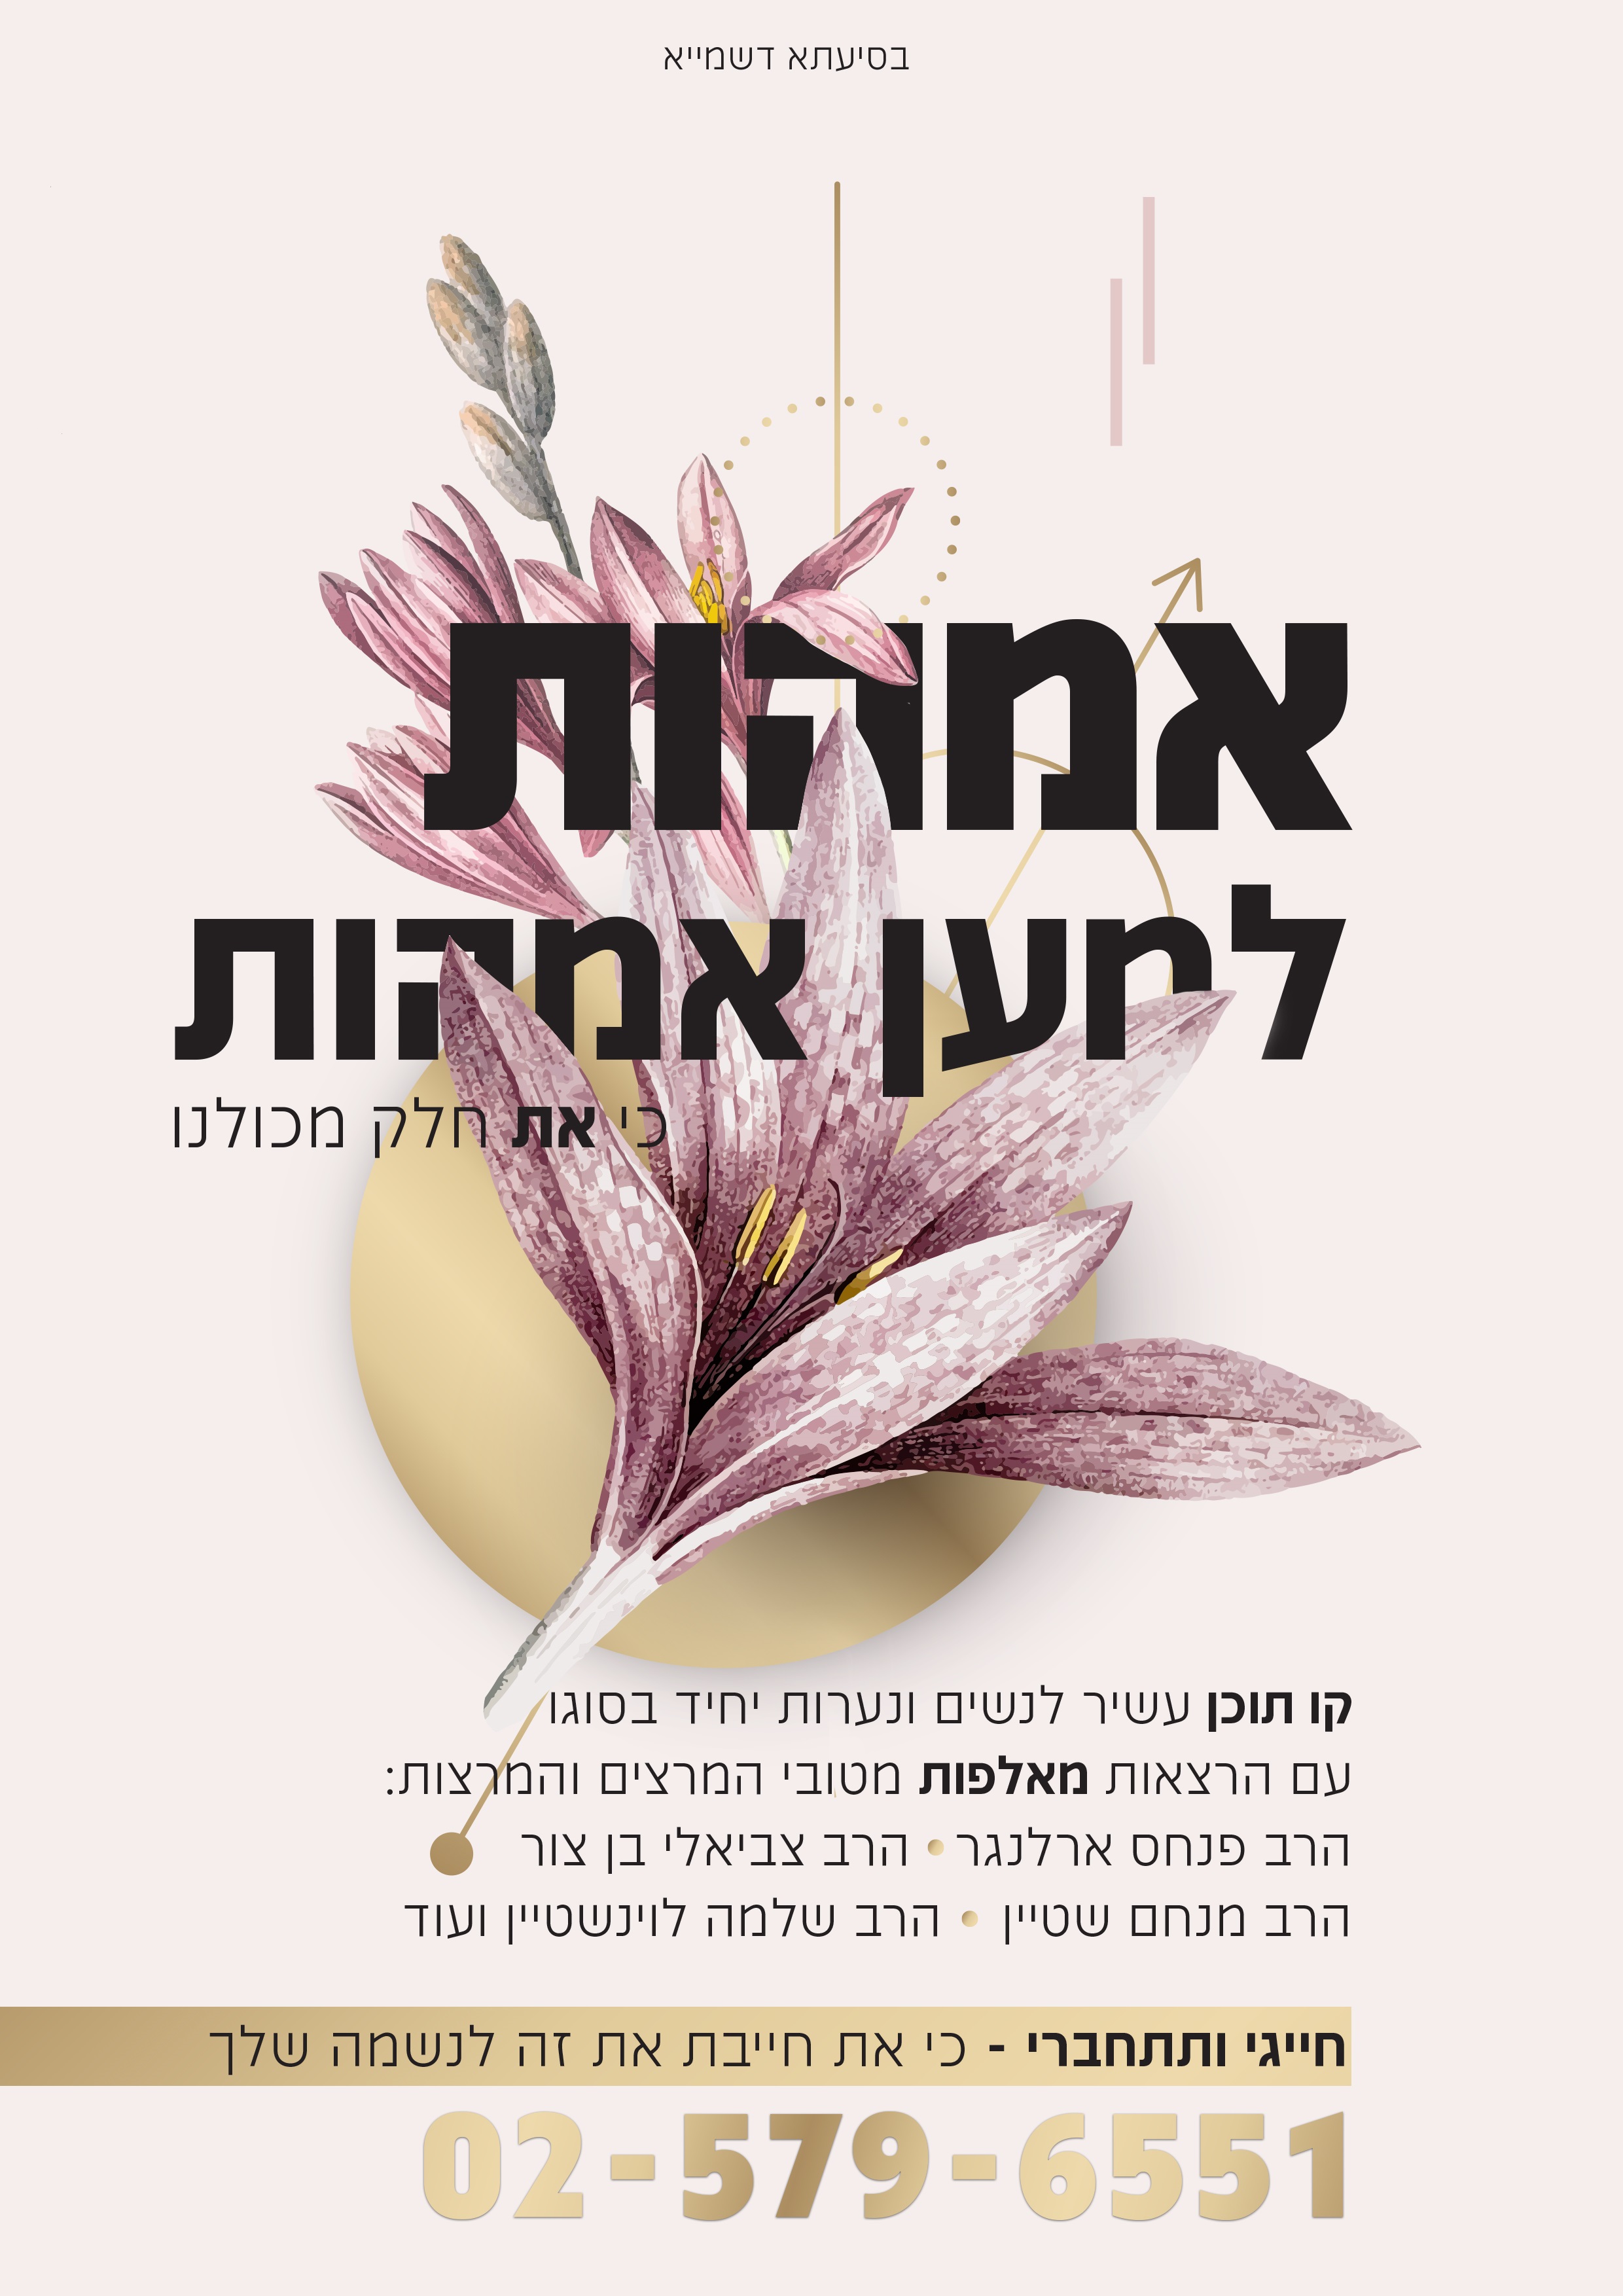 בסיעתא דשמייא
אמהות
למען אמהות
כי את חלק מכולנו
קו תוכן עשיר לנשים ונערות יחיד בסוגו
עם הרצאות מאלפות מטובי המרצים והמרצות:
הרב פנחס ארלנגר • הרב צביאלי בן צור
הרב מנחם שטיין • הרב שלמה לוינשטיין ועוד
חייגי ותתחברי - כי את חייבת את זה לנשמה שלך
02-579-6551